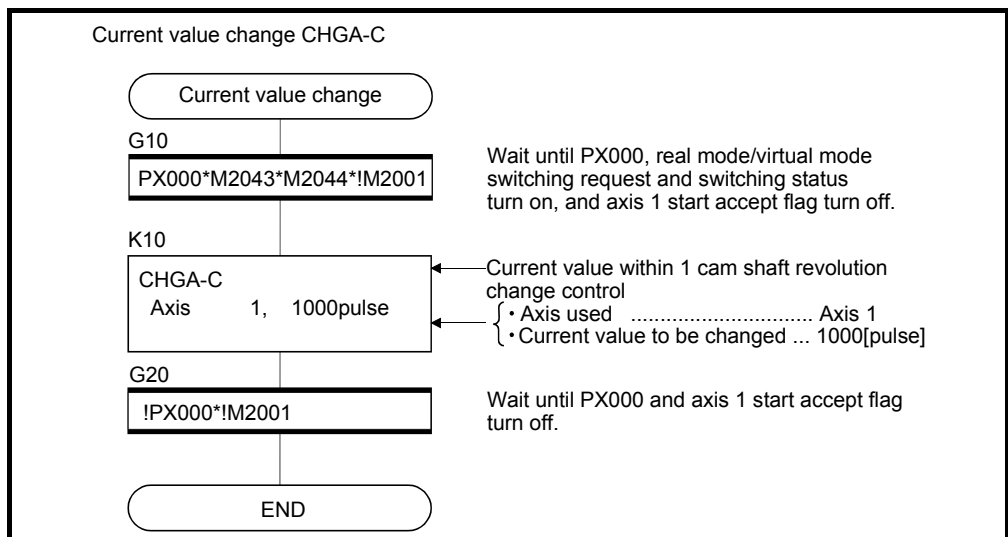 Current value change CHGA-C
Current value change
G10
PX000*M2043*M2044*!M2001
Wait until PX000, real mode/virtual mode
switching request and switching status
turn on, and axis 1 start accept flag turn off.
K10
CHGA-C
Axis 1, 1000pulse
Current value within 1 cam shaft revolution
change control
• Axis used .............................. Axis 1
• Current value to be changed ... 1000[pulse]
G20
!PX000*!M2001
Wait until PX000 and axis 1 start accept flag
turn off.
END